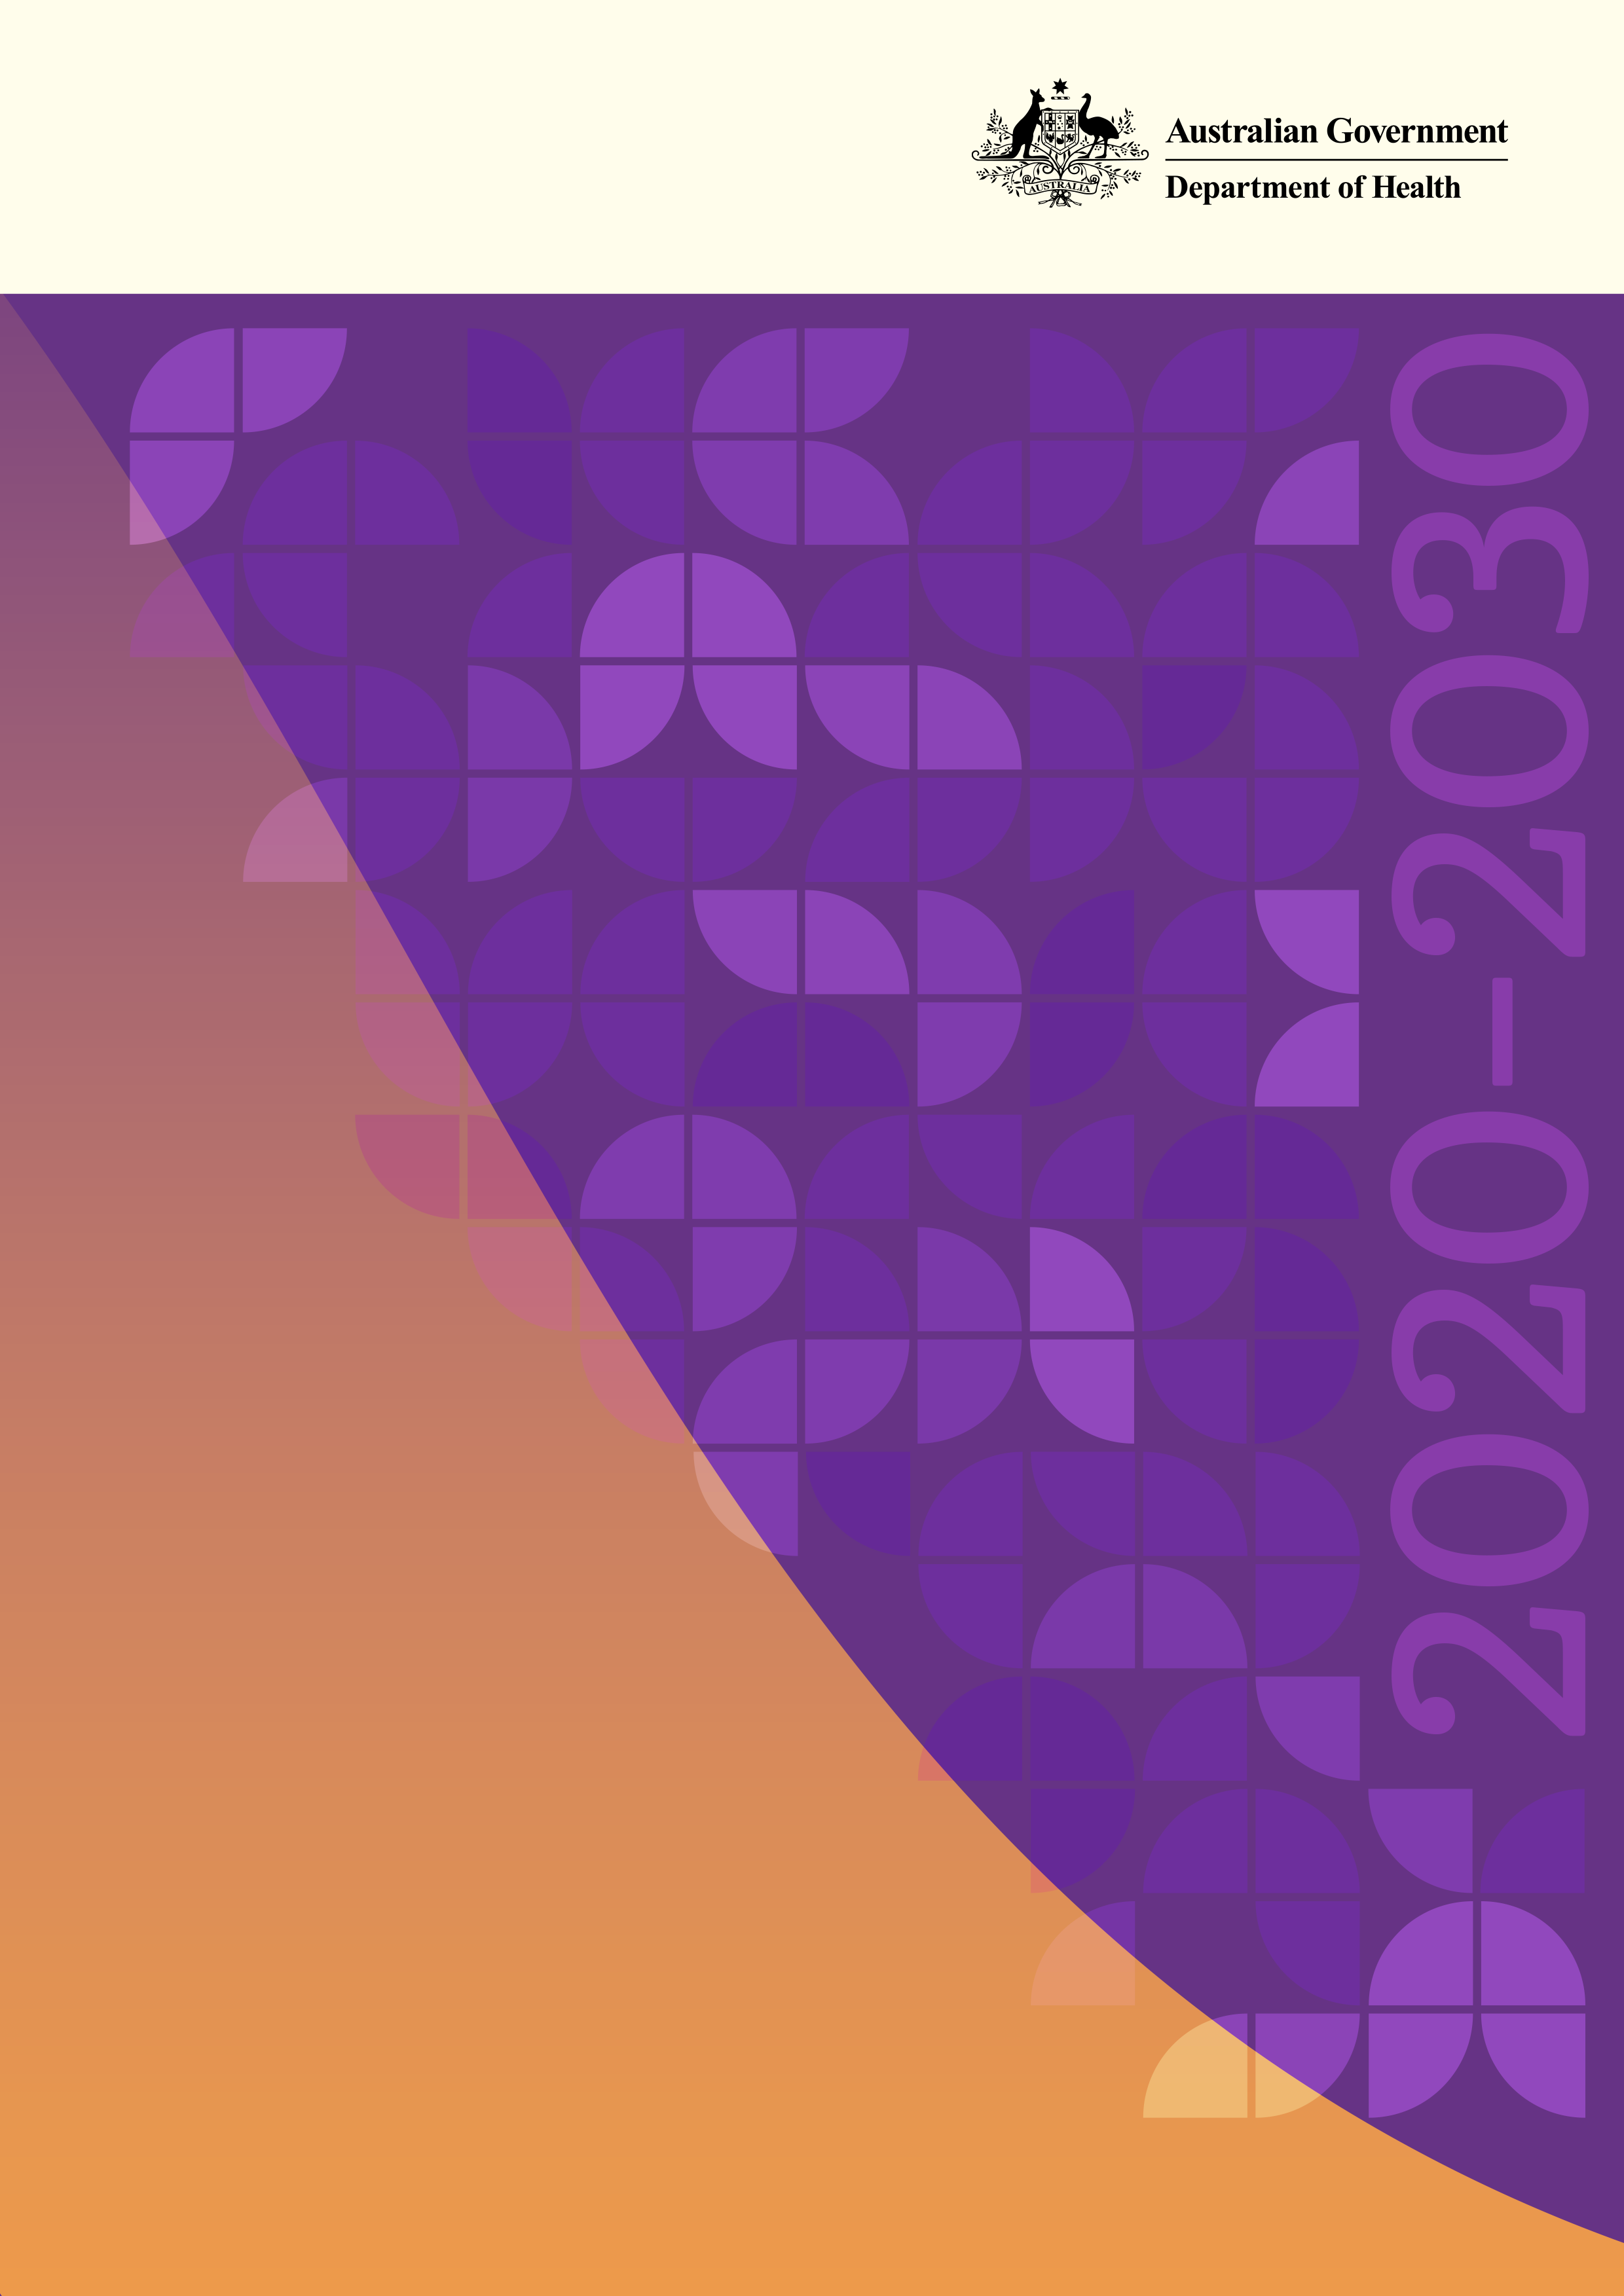 AUSTRALIA
Australian Government
Department of Health
2020–2030